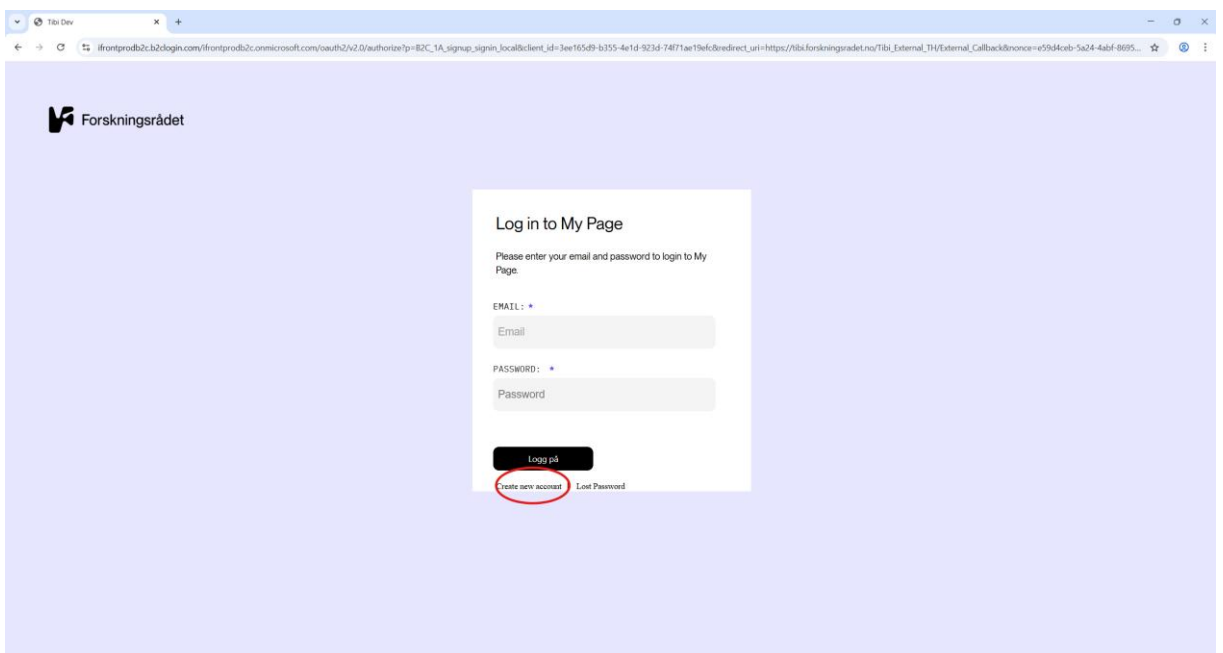 Tibi Dev
ifrontprodb2c.b2clogin.com/ifrontprodb2c.onmicrosoft.com/oauth2/v2.0/authorize?p=B2C_1A_signup_signin_local&client_id=3ee165d9-b355-4e1d-923d-74f71ae19efc&redirect_uri=https://tibi.forskningsradet.no/Tibi_External_TH/External_Callback&nonce=e59d4ceb-5a24-4abf-8695...
Forskningsrådet
Log in to My Page
Please enter your email and password to login to My
Page.
EMAIL: *
Email
PASSWORD: *
Password
Logg på
Create new account Lost Password